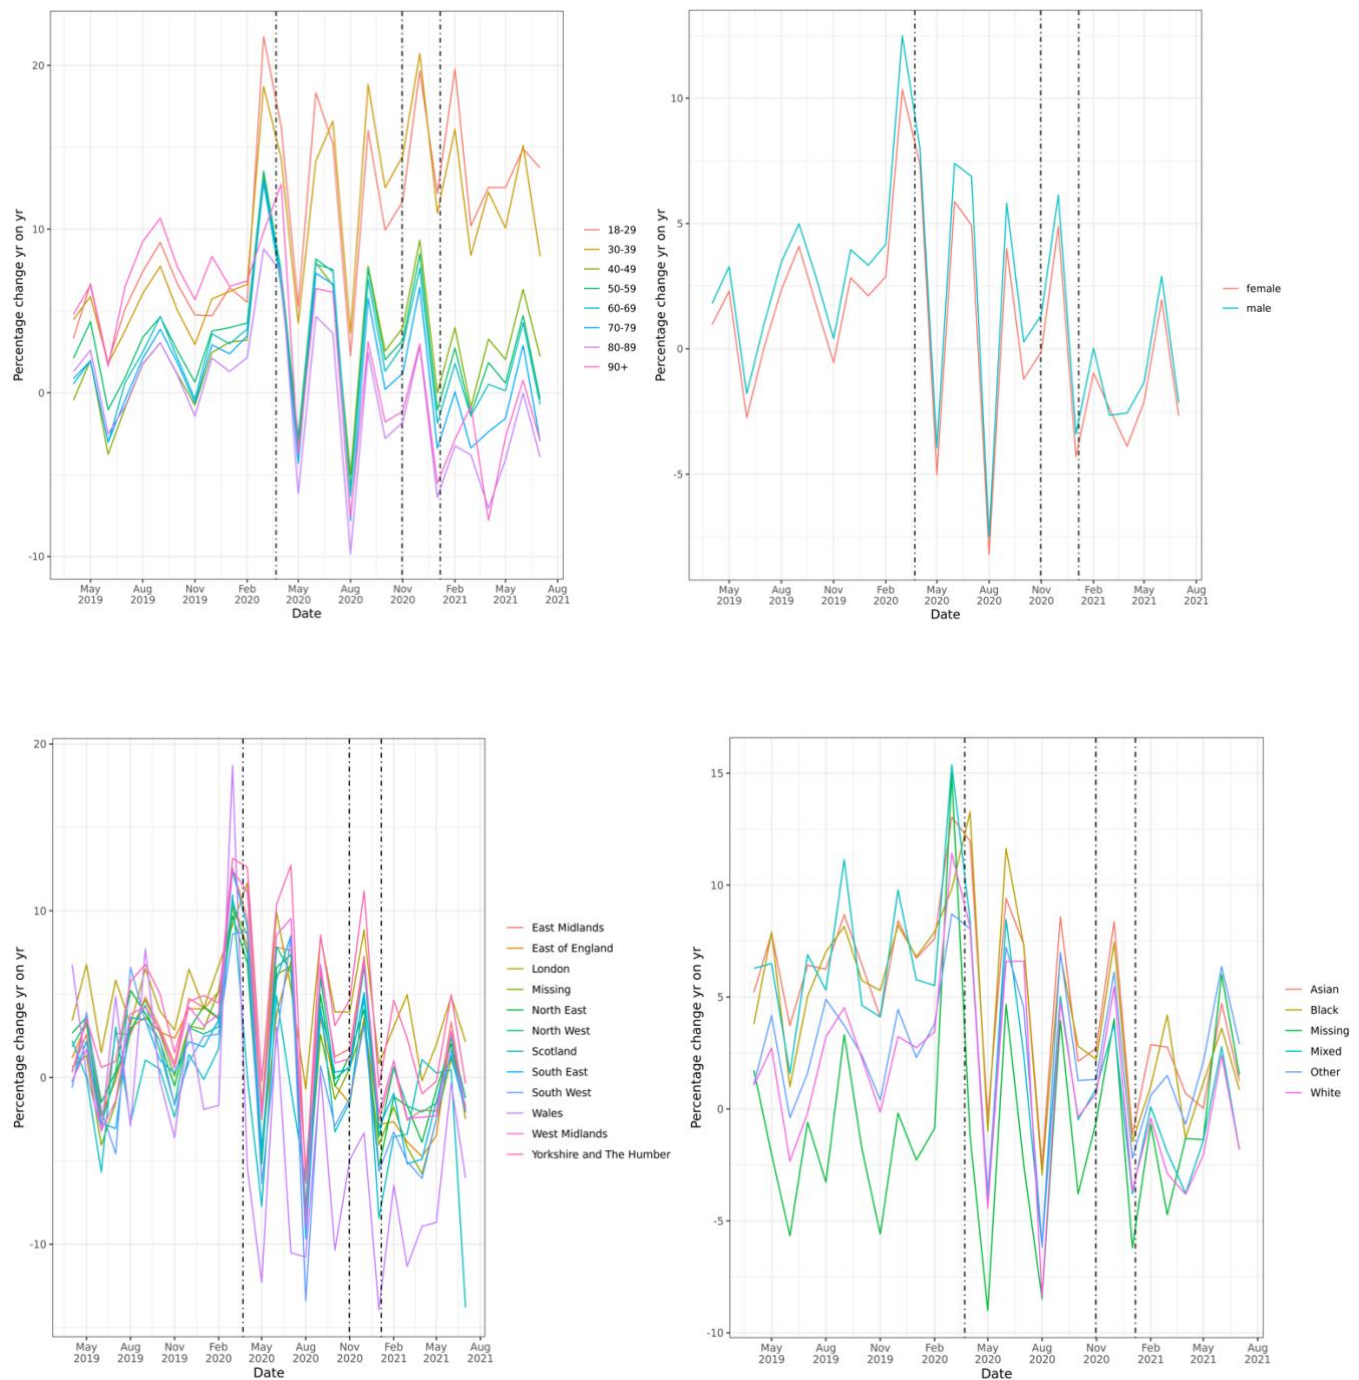 20
10
0
-10
Percentage change yr on yr
May Aug Nov Feb May Aug Nov Feb May Aug
2019 2019 2019 2020 2020 2020 2020 2021 2021 2021
Date
18-29
30-39
40-49
50-59
60-69
70-79
80-89
90+
10
5
0
-5
Percentage change yr on yr
May Aug Nov Feb May Aug Nov Feb May Aug
2019 2019 2019 2020 2020 2020 2020 2021 2021 2021
Date
female
male
20
10
0
-10
Percentage change yr on yr
May Aug Nov Feb May Aug Nov Feb May Aug
2019 2019 2019 2020 2020 2020 2020 2021 2021 2021
Date
East Midlands
East of England
London
Missing
North East
North West
Scotland
South East
South West
Wales
West Midlands
Yorkshire and The Humber
15
10
5
0
-5
-10
Percentage change yr on yr
May Aug Nov Feb May Aug Nov Feb May Aug
2019 2019 2019 2020 2020 2020 2020 2021 2021 2021
Date
Asian
Black
Missing
Mixed
Other
White